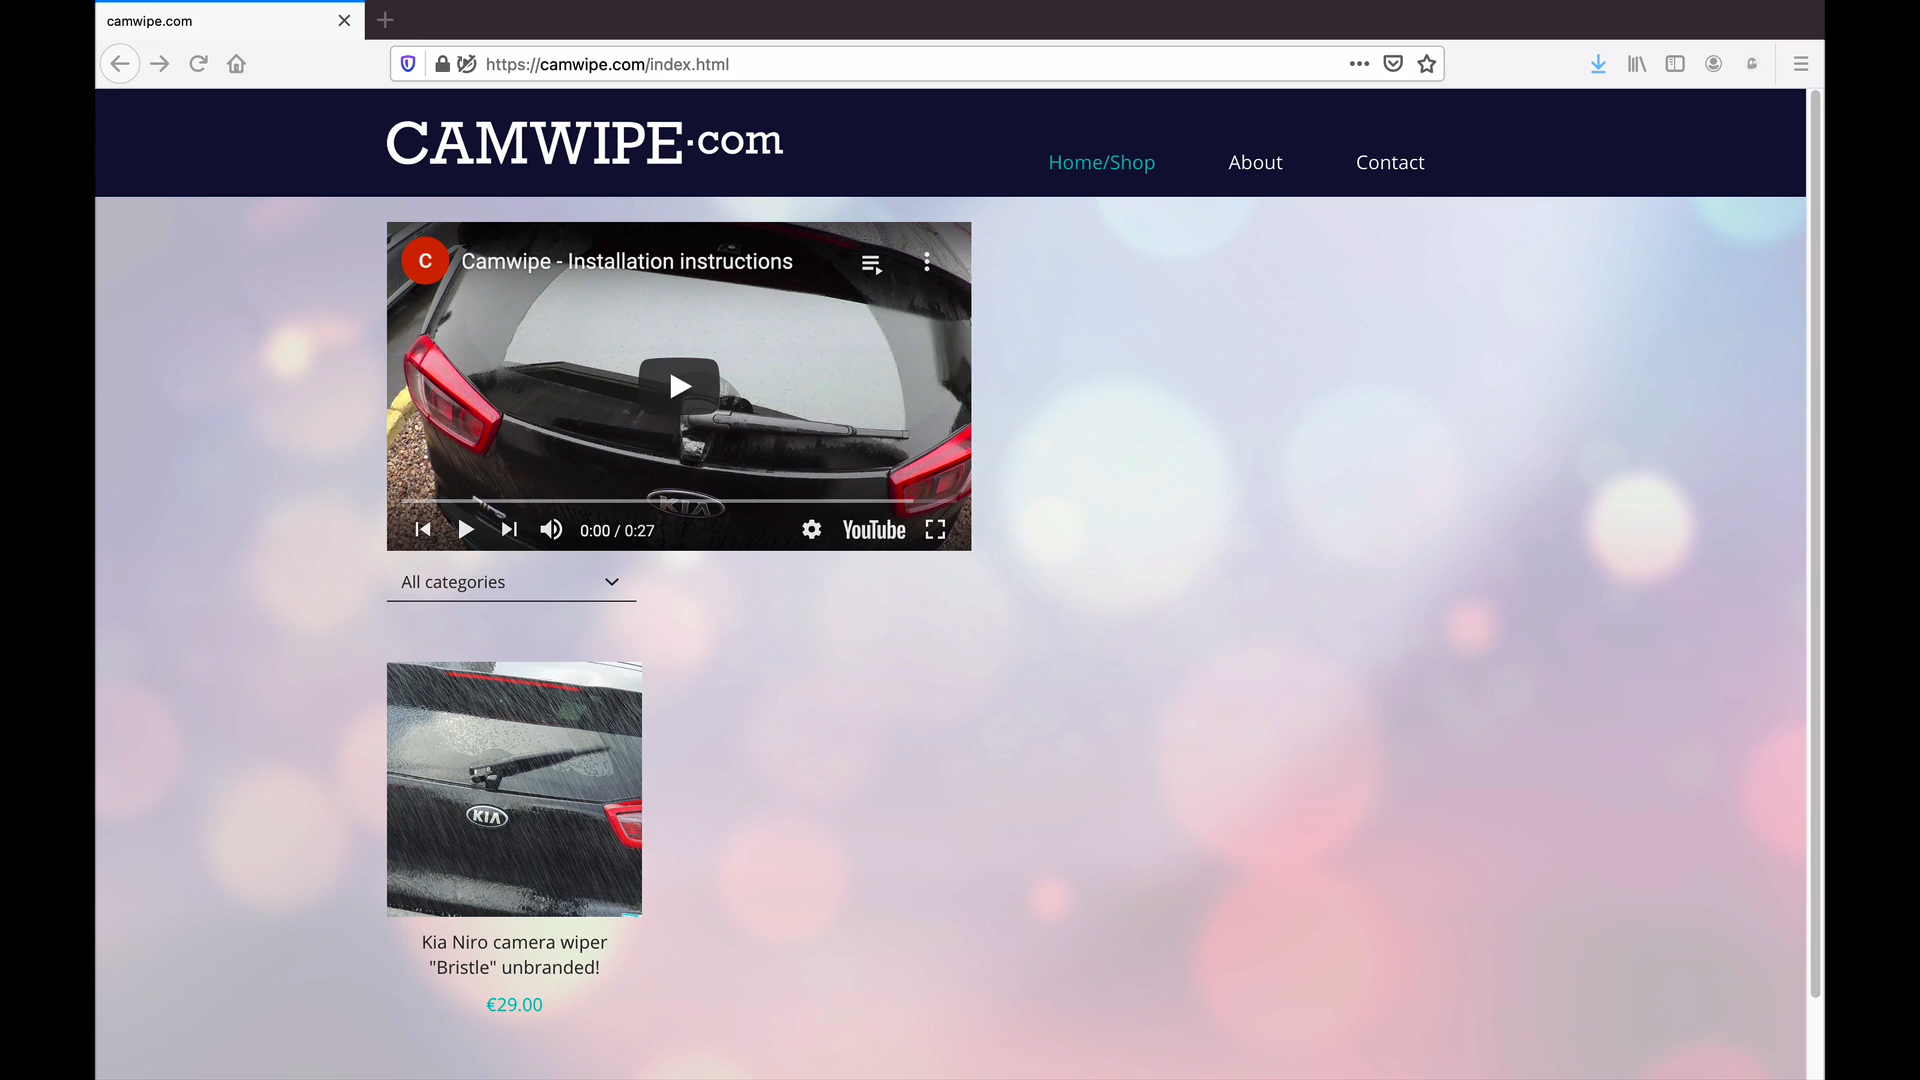 camwipe.com
https://camwipe.com/index.html
CAMWIPE.com
Home/Shop
About
Contact
C
Camwipe - Installation instructions
KIA
0:00 / 0:27
YouTube
All categories
KIA
Kia Niro camera wiper
"Bristle" unbranded!
€29.00